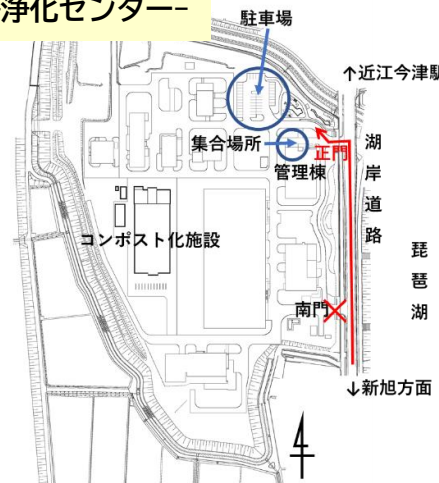 浄化センター-
駐車場
↑近江今津駅
集合場所
正門
管理棟
湖岸道路
琵琶湖
コンポスト化施設
南門
↓新旭方面